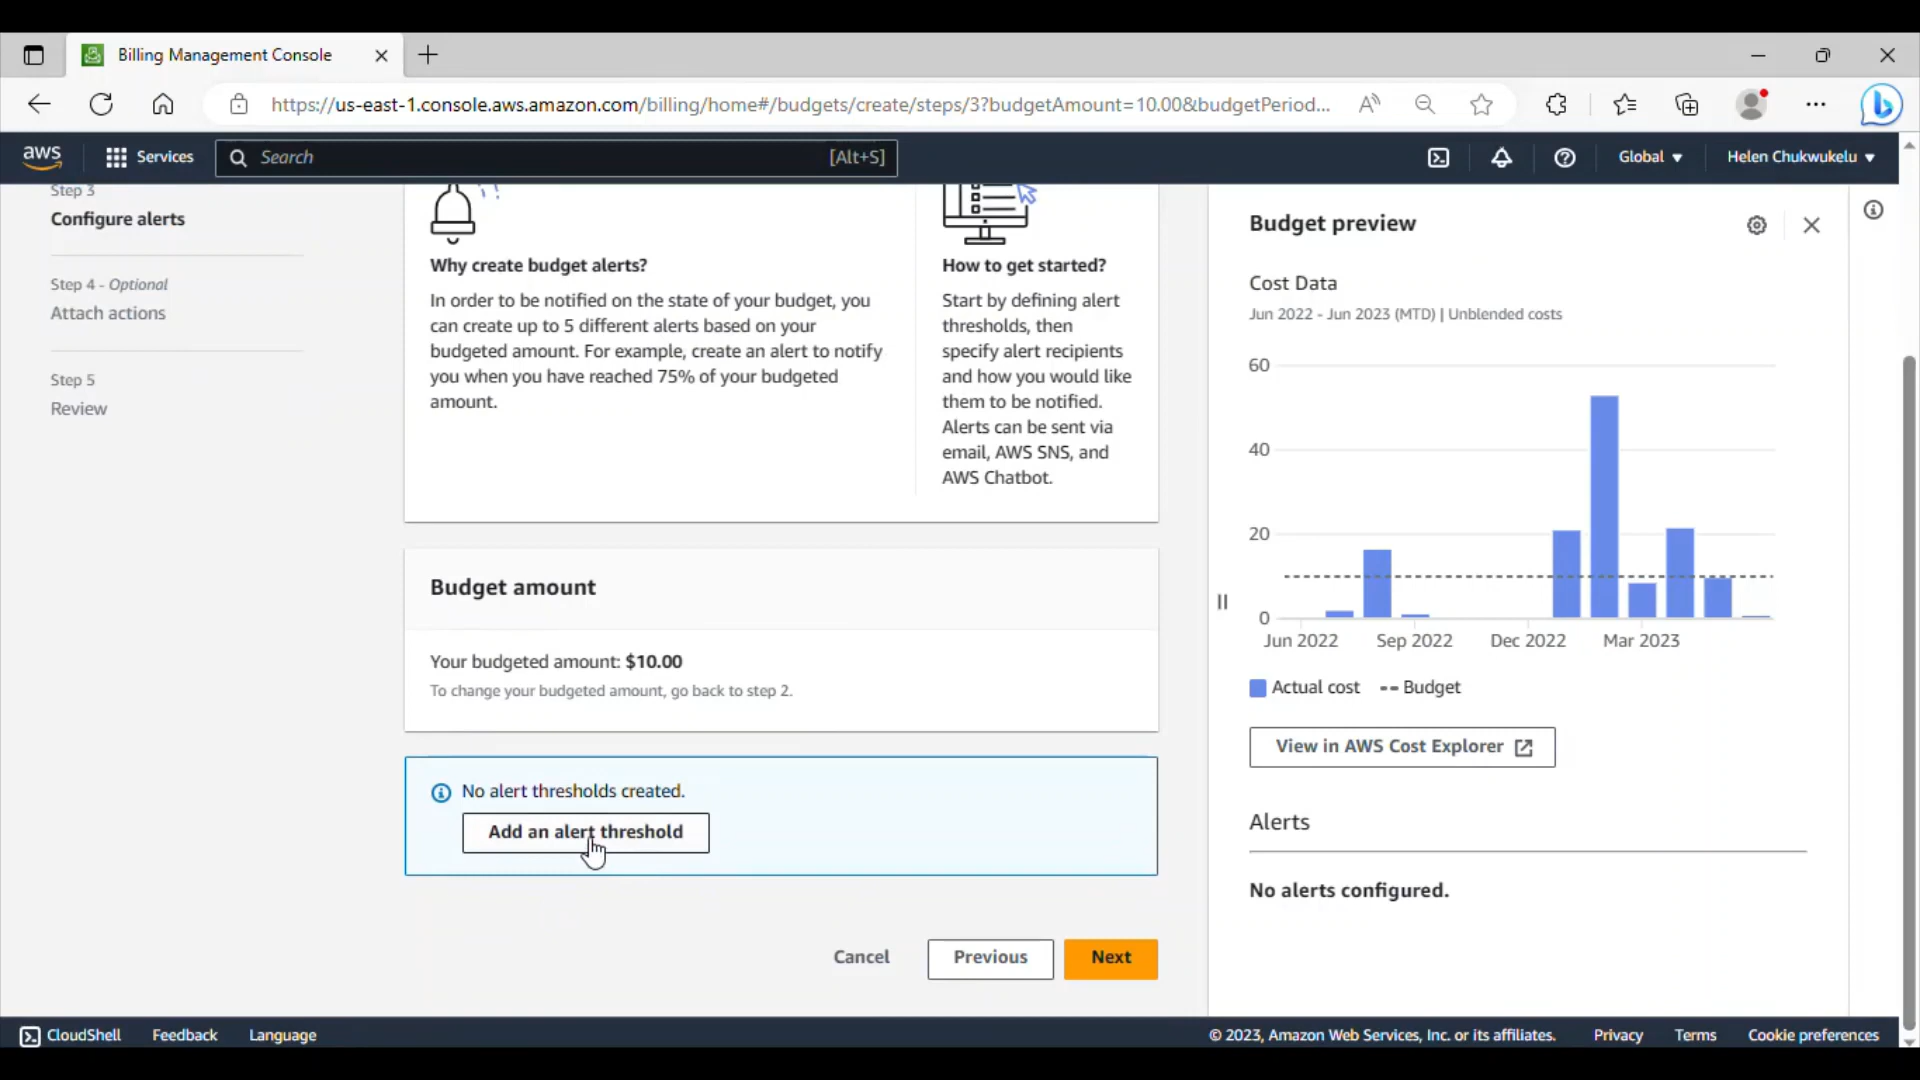 Billing Management Console
https://us-east-1.console.aws.amazon.com/billing/home#/budgets/create/steps/3?budgetAmount=10.00&budgetPeriod...
aws
Services
Search
[Alt+S]
Global
Helen Chukwukelu
Step 3
Configure alerts
Step 4 - Optional
Attach actions
Step 5
Review
Why create budget alerts?
In order to be notified on the state of your budget, you
can create up to 5 different alerts based on your
budgeted amount. For example, create an alert to notify
you when you have reached 75% of your budgeted
amount.
How to get started?
Start by defining alert
thresholds, then
specify alert recipients
and how you would like
them to be notified.
Alerts can be sent via
email, AWS SNS, and
AWS Chatbot.
Budget amount
Your budgeted amount: $10.00
To change your budgeted amount, go back to step 2.
No alert thresholds created.
Add an alert threshold
Cancel
Previous
Next
Budget preview
Cost Data
Jun 2022 - Jun 2023 (MTD) | Unblended costs
60
40
20
0
Jun 2022
Sep 2022
Dec 2022
Mar 2023
Actual cost
Budget
View in AWS Cost Explorer
Alerts
No alerts configured.
CloudShell
Feedback
Language
© 2023, Amazon Web Services, Inc. or its affiliates.
Privacy
Terms
Cookie preferences